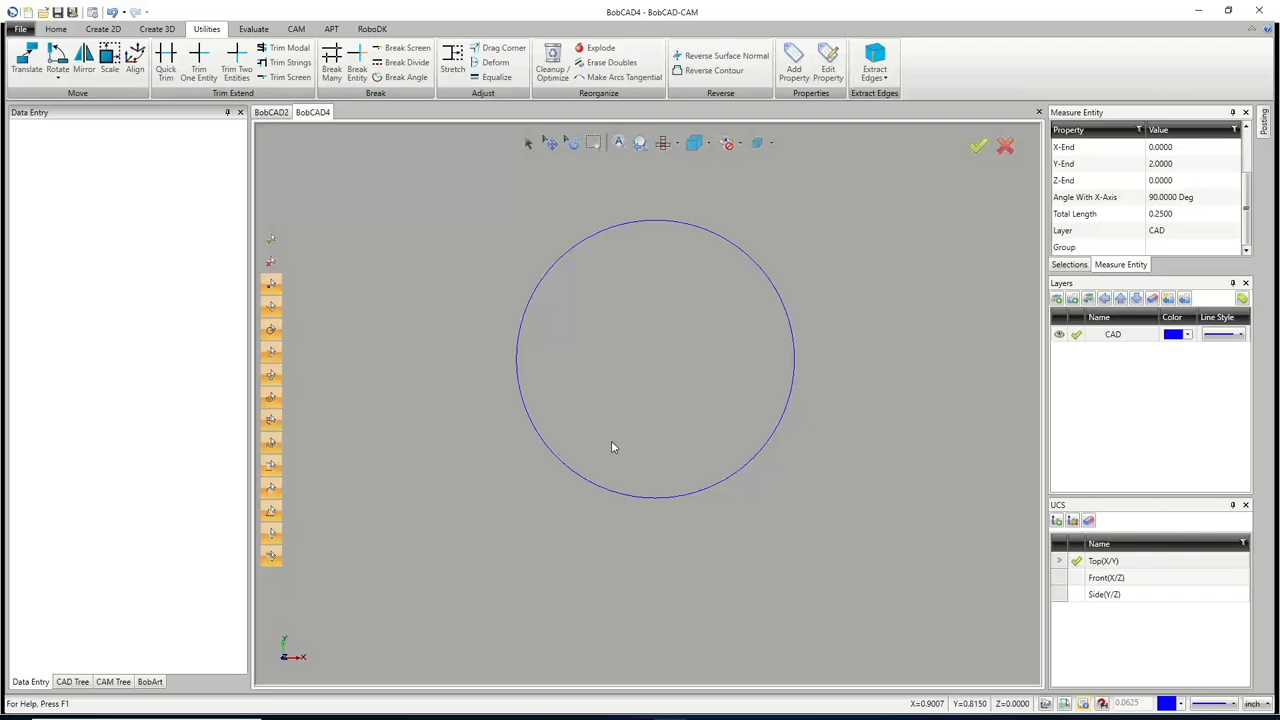 BobCAD4 - BobCAD-CAM
File Home Create 2D Create 3D Utilities Evaluate CAM APT RoboDK
Translate Rotate Mirror Scale Align Quick Trim Trim One Entity Trim Two Entities Trim Modal Trim Strings Trim Screen Break Many Break Entity Break Screen Break Divide Break Angle Stretch Drag Corner Deform Equalize Cleanup / Optimize Explode Erase Doubles Make Arcs Tangential Reverse Surface Normal Reverse Contour Add Property Edit Property Extract Edges
Move Trim Extend Break Adjust Reorganize Reverse Properties Extract Edges
Data Entry
BobCAD2 BobCAD4
Measure Entity
Property Value
X-End 0.0000
Y-End 2.0000
Z-End 0.0000
Angle With X-Axis 90.0000 Deg
Total Length 0.2500
Layer CAD
Group
Selections Measure Entity
Posting
Layers
Name Color Line Style
CAD
UCS
Name
Top(X/Y)
Front(X/Z)
Side(Y/Z)
Y
Z X
Data Entry CAD Tree CAM Tree BobArt
For Help, Press F1 X=0.9007 Y=0.8150 Z=0.0000 0.0625 inch